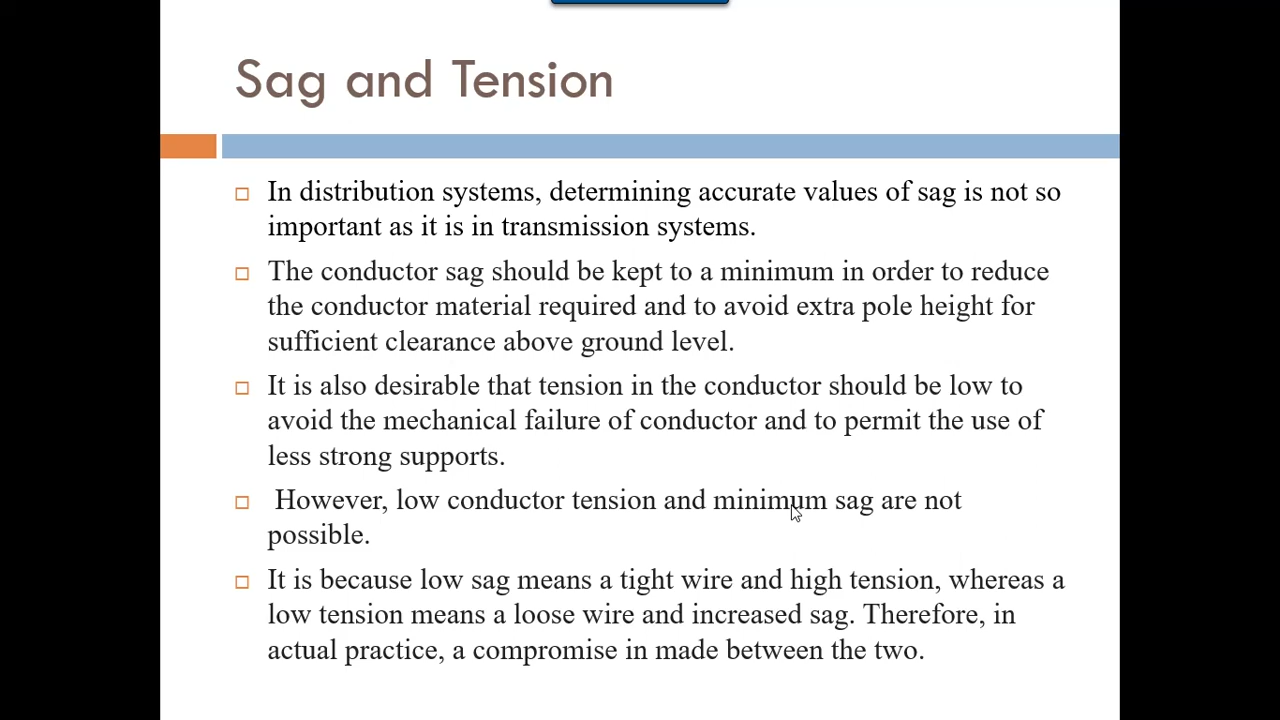 Sag and Tension
In distribution systems, determining accurate values of sag is not so
important as it is in transmission systems.
The conductor sag should be kept to a minimum in order to reduce
the conductor material required and to avoid extra pole height for
sufficient clearance above ground level.
It is also desirable that tension in the conductor should be low to
avoid the mechanical failure of conductor and to permit the use of
less strong supports.
However, low conductor tension and minimum sag are not
possible.
It is because low sag means a tight wire and high tension, whereas a
low tension means a loose wire and increased sag. Therefore, in
actual practice, a compromise in made between the two.